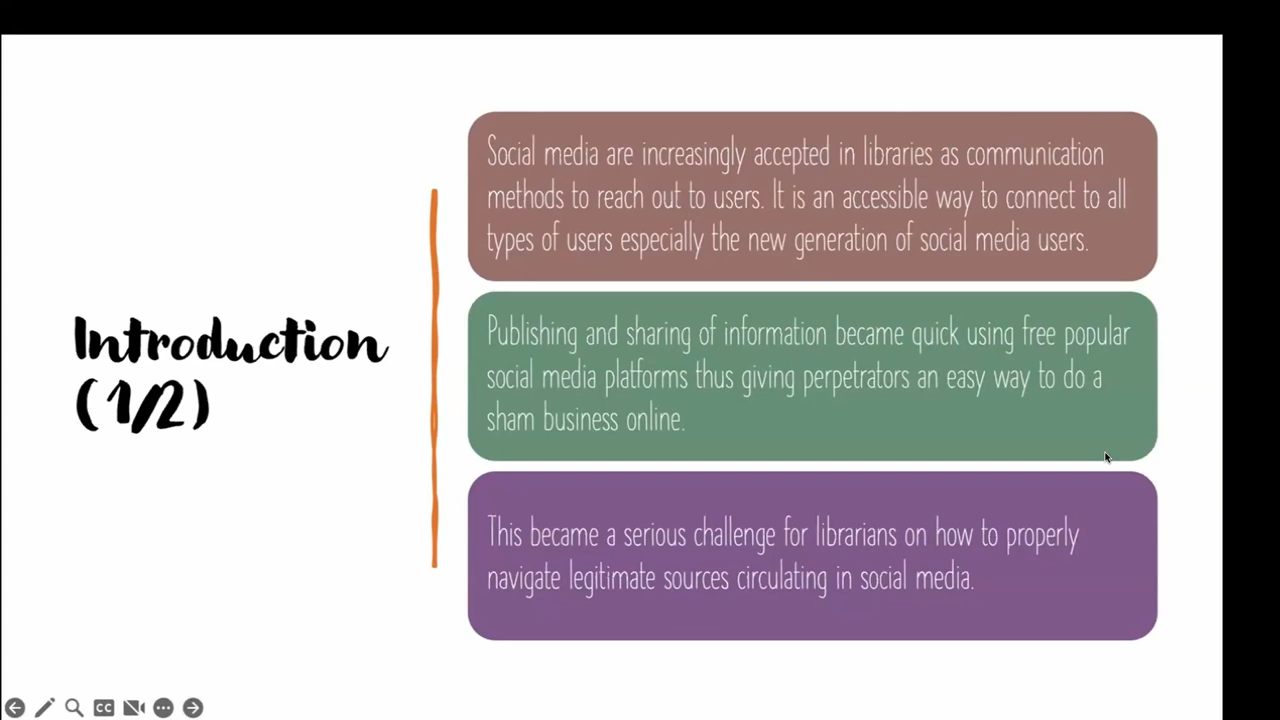 Introduction
(1/2)
Social media are increasingly accepted in libraries as communication
methods to reach out to users. It is an accessible way to connect to all
types of users especially the new generation of social media users.
Publishing and sharing of information became quick using free popular
social media platforms thus giving perpetrators an easy way to do a
sham business online.
This became a serious challenge for librarians on how to properly
navigate legitimate sources circulating in social media.
CC